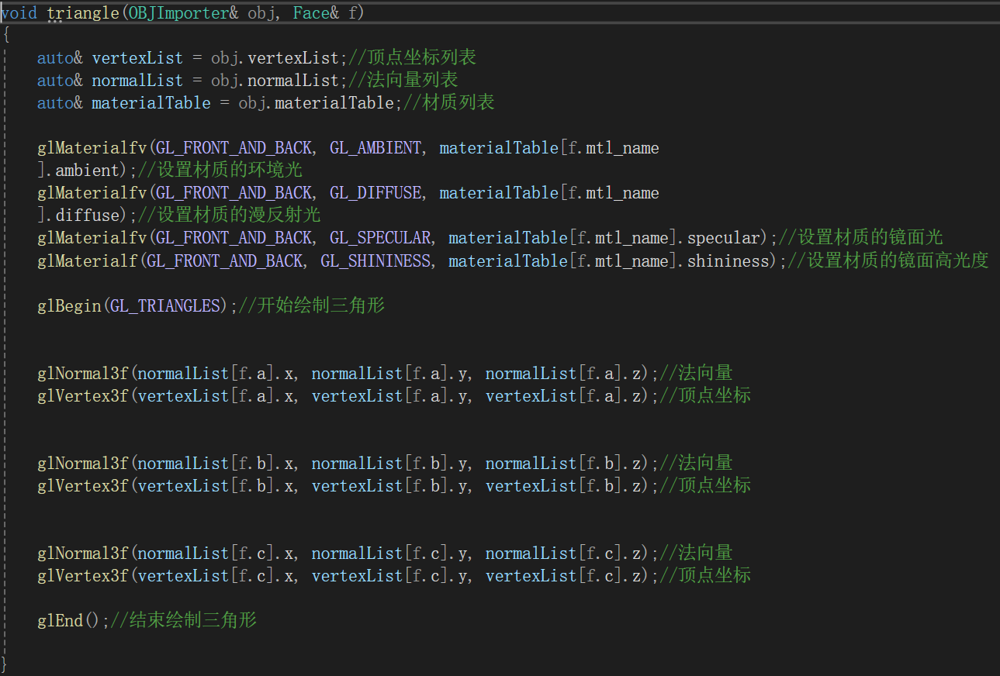 void triangle(OBJImporter& obj, Face& f)
{
auto& vertexList = obj.vertexList;//顶点坐标列表
auto& normalList = obj.normalList;//法向量列表
auto& materialTable = obj.materialTable;//材质列表
glMaterialfv(GL_FRONT_AND_BACK, GL_AMBIENT, materialTable[f.mtl_name
].ambient);//设置材质的环境光
glMaterialfv(GL_FRONT_AND_BACK, GL_DIFFUSE, materialTable[f.mtl_name
].diffuse);//设置材质的漫反射光
glMaterialfv(GL_FRONT_AND_BACK, GL_SPECULAR, materialTable[f.mtl_name].specular);//设置材质的镜面光
glMaterialf(GL_FRONT_AND_BACK, GL_SHININESS, materialTable[f.mtl_name].shininess);//设置材质的镜面高光度
glBegin(GL_TRIANGLES);//开始绘制三角形
glNormal3f(normalList[f.a].x, normalList[f.a].y, normalList[f.a].z);//法向量
glVertex3f(vertexList[f.a].x, vertexList[f.a].y, vertexList[f.a].z);//顶点坐标
glNormal3f(normalList[f.b].x, normalList[f.b].y, normalList[f.b].z);//法向量
glVertex3f(vertexList[f.b].x, vertexList[f.b].y, vertexList[f.b].z);//顶点坐标
glNormal3f(normalList[f.c].x, normalList[f.c].y, normalList[f.c].z);//法向量
glVertex3f(vertexList[f.c].x, vertexList[f.c].y, vertexList[f.c].z);//顶点坐标
glEnd();//结束绘制三角形
}